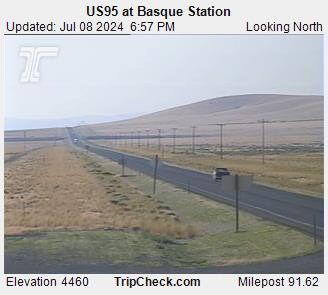 US95 at Basque Station
Updated: Jul 08 2024 6:57 PM Looking North
Elevation 4460 TripCheck.com Milepost 91.62